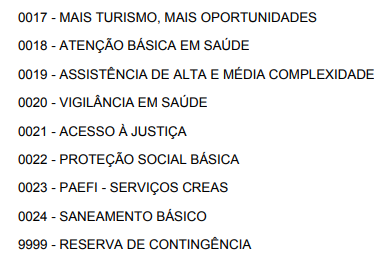 0017 - MAIS TURISMO, MAIS OPORTUNIDADES
0018 - ATENÇÃO BÁSICA EM SAÚDE
0019 - ASSISTÊNCIA DE ALTA E MÉDIA COMPLEXIDADE
0020 - VIGILÂNCIA EM SAÚDE
0021 - ACESSO À JUSTIÇA
0022 - PROTEÇÃO SOCIAL BÁSICA
0023 - PAEFI - SERVIÇOS CREAS
0024 - SANEAMENTO BÁSICO
9999 - RESERVA DE CONTINGÊNCIA